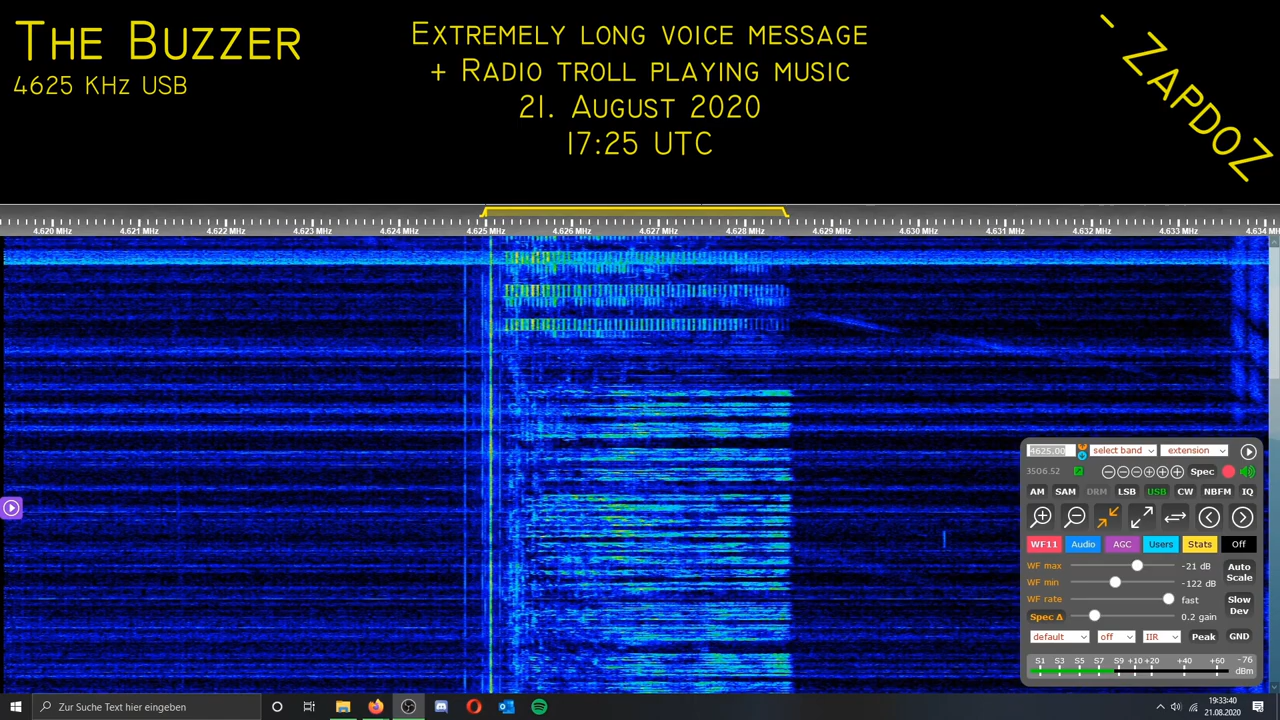 The Buzzer
4625 KHz USB
Extremely long voice message
+ Radio troll playing music
21. August 2020
17:25 UTC
` Zapdoz
4.620 MHz 4.621 MHz 4.622 MHz 4.623 MHz 4.624 MHz 4.625 MHz 4.626 MHz 4.627 MHz 4.628 MHz 4.629 MHz 4.630 MHz 4.631 MHz 4.632 MHz 4.633 MHz 4.634 MH
4625.00 select band extension
3506.52 Spec
AM SAM DRM LSB USB CW NBFM IQ
WF11 Audio AGC Users Stats Off
WF max -21 dB Auto Scale
WF min -122 dB
WF rate fast Slow Dev
Spec Δ 0.2 gain
default off IIR Peak GND
S1 S3 S5 S7 S9 +10 +20 +40 +60 -76 dBm
Zur Suche Text hier eingeben
19:33:40
21.08.2020